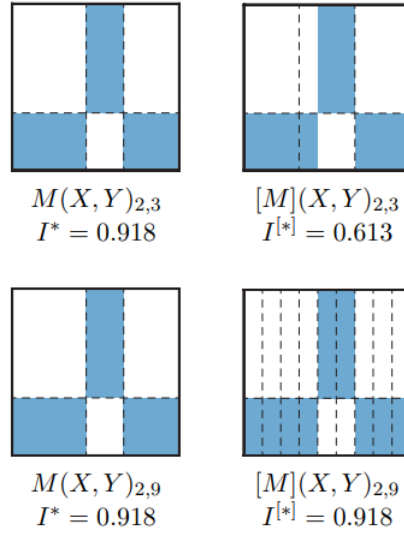 M(X, Y)₂,₃
I* = 0.918
[M](X, Y)₂,₃
I[*] = 0.613
M(X, Y)₂,₉
I* = 0.918
[M](X, Y)₂,₉
I[*] = 0.918